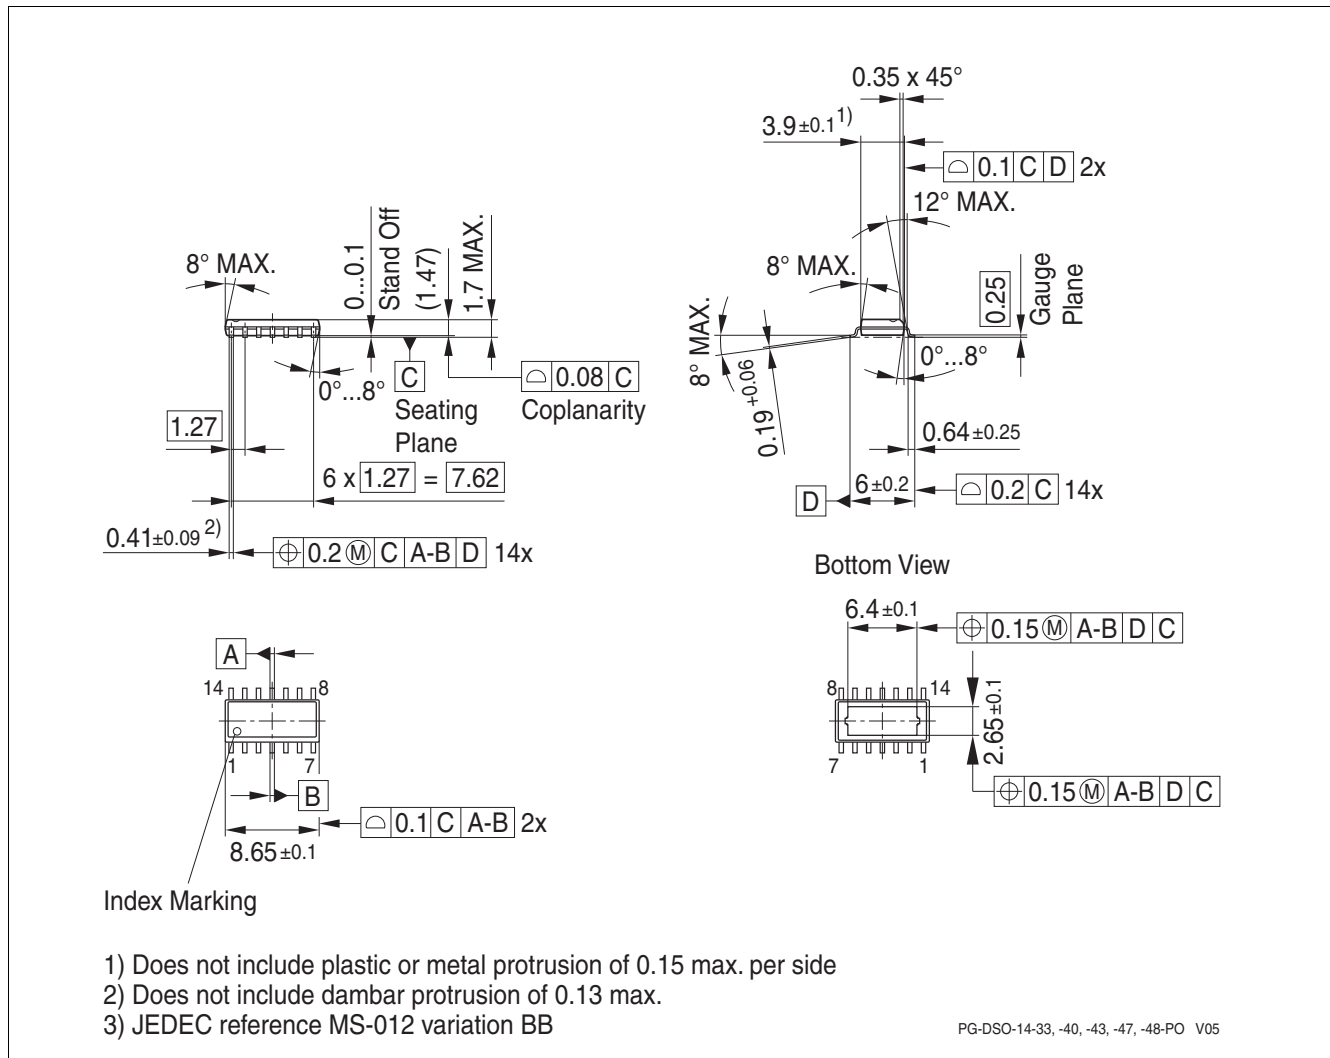 0.35 x 45°
3.9±0.1 1)
⌓ 0.1 C D 2x
12° MAX.
8° MAX.
0...0.1
Stand Off
(1.47)
1.7 MAX.
8° MAX.
0.25
Gauge
Plane
8° MAX.
0.19 +0.06
0°...8°
0.64±0.25
D
6±0.2
⌓ 0.2 C 14x
0°...8°
C
Seating
Plane
⌓ 0.08 C
Coplanarity
1.27
6 x 1.27 = 7.62
0.41±0.09 2)
⌖ 0.2 Ⓜ C A-B D 14x
Bottom View
6.4±0.1
⌖ 0.15 Ⓜ A-B D C
A
14
8
1
7
B
8
14
7
1
2.65±0.1
⌖ 0.15 Ⓜ A-B D C
⌓ 0.1 C A-B 2x
8.65±0.1
Index Marking
1) Does not include plastic or metal protrusion of 0.15 max. per side
2) Does not include dambar protrusion of 0.13 max.
3) JEDEC reference MS-012 variation BB
PG-DSO-14-33, -40, -43, -47, -48-PO V05